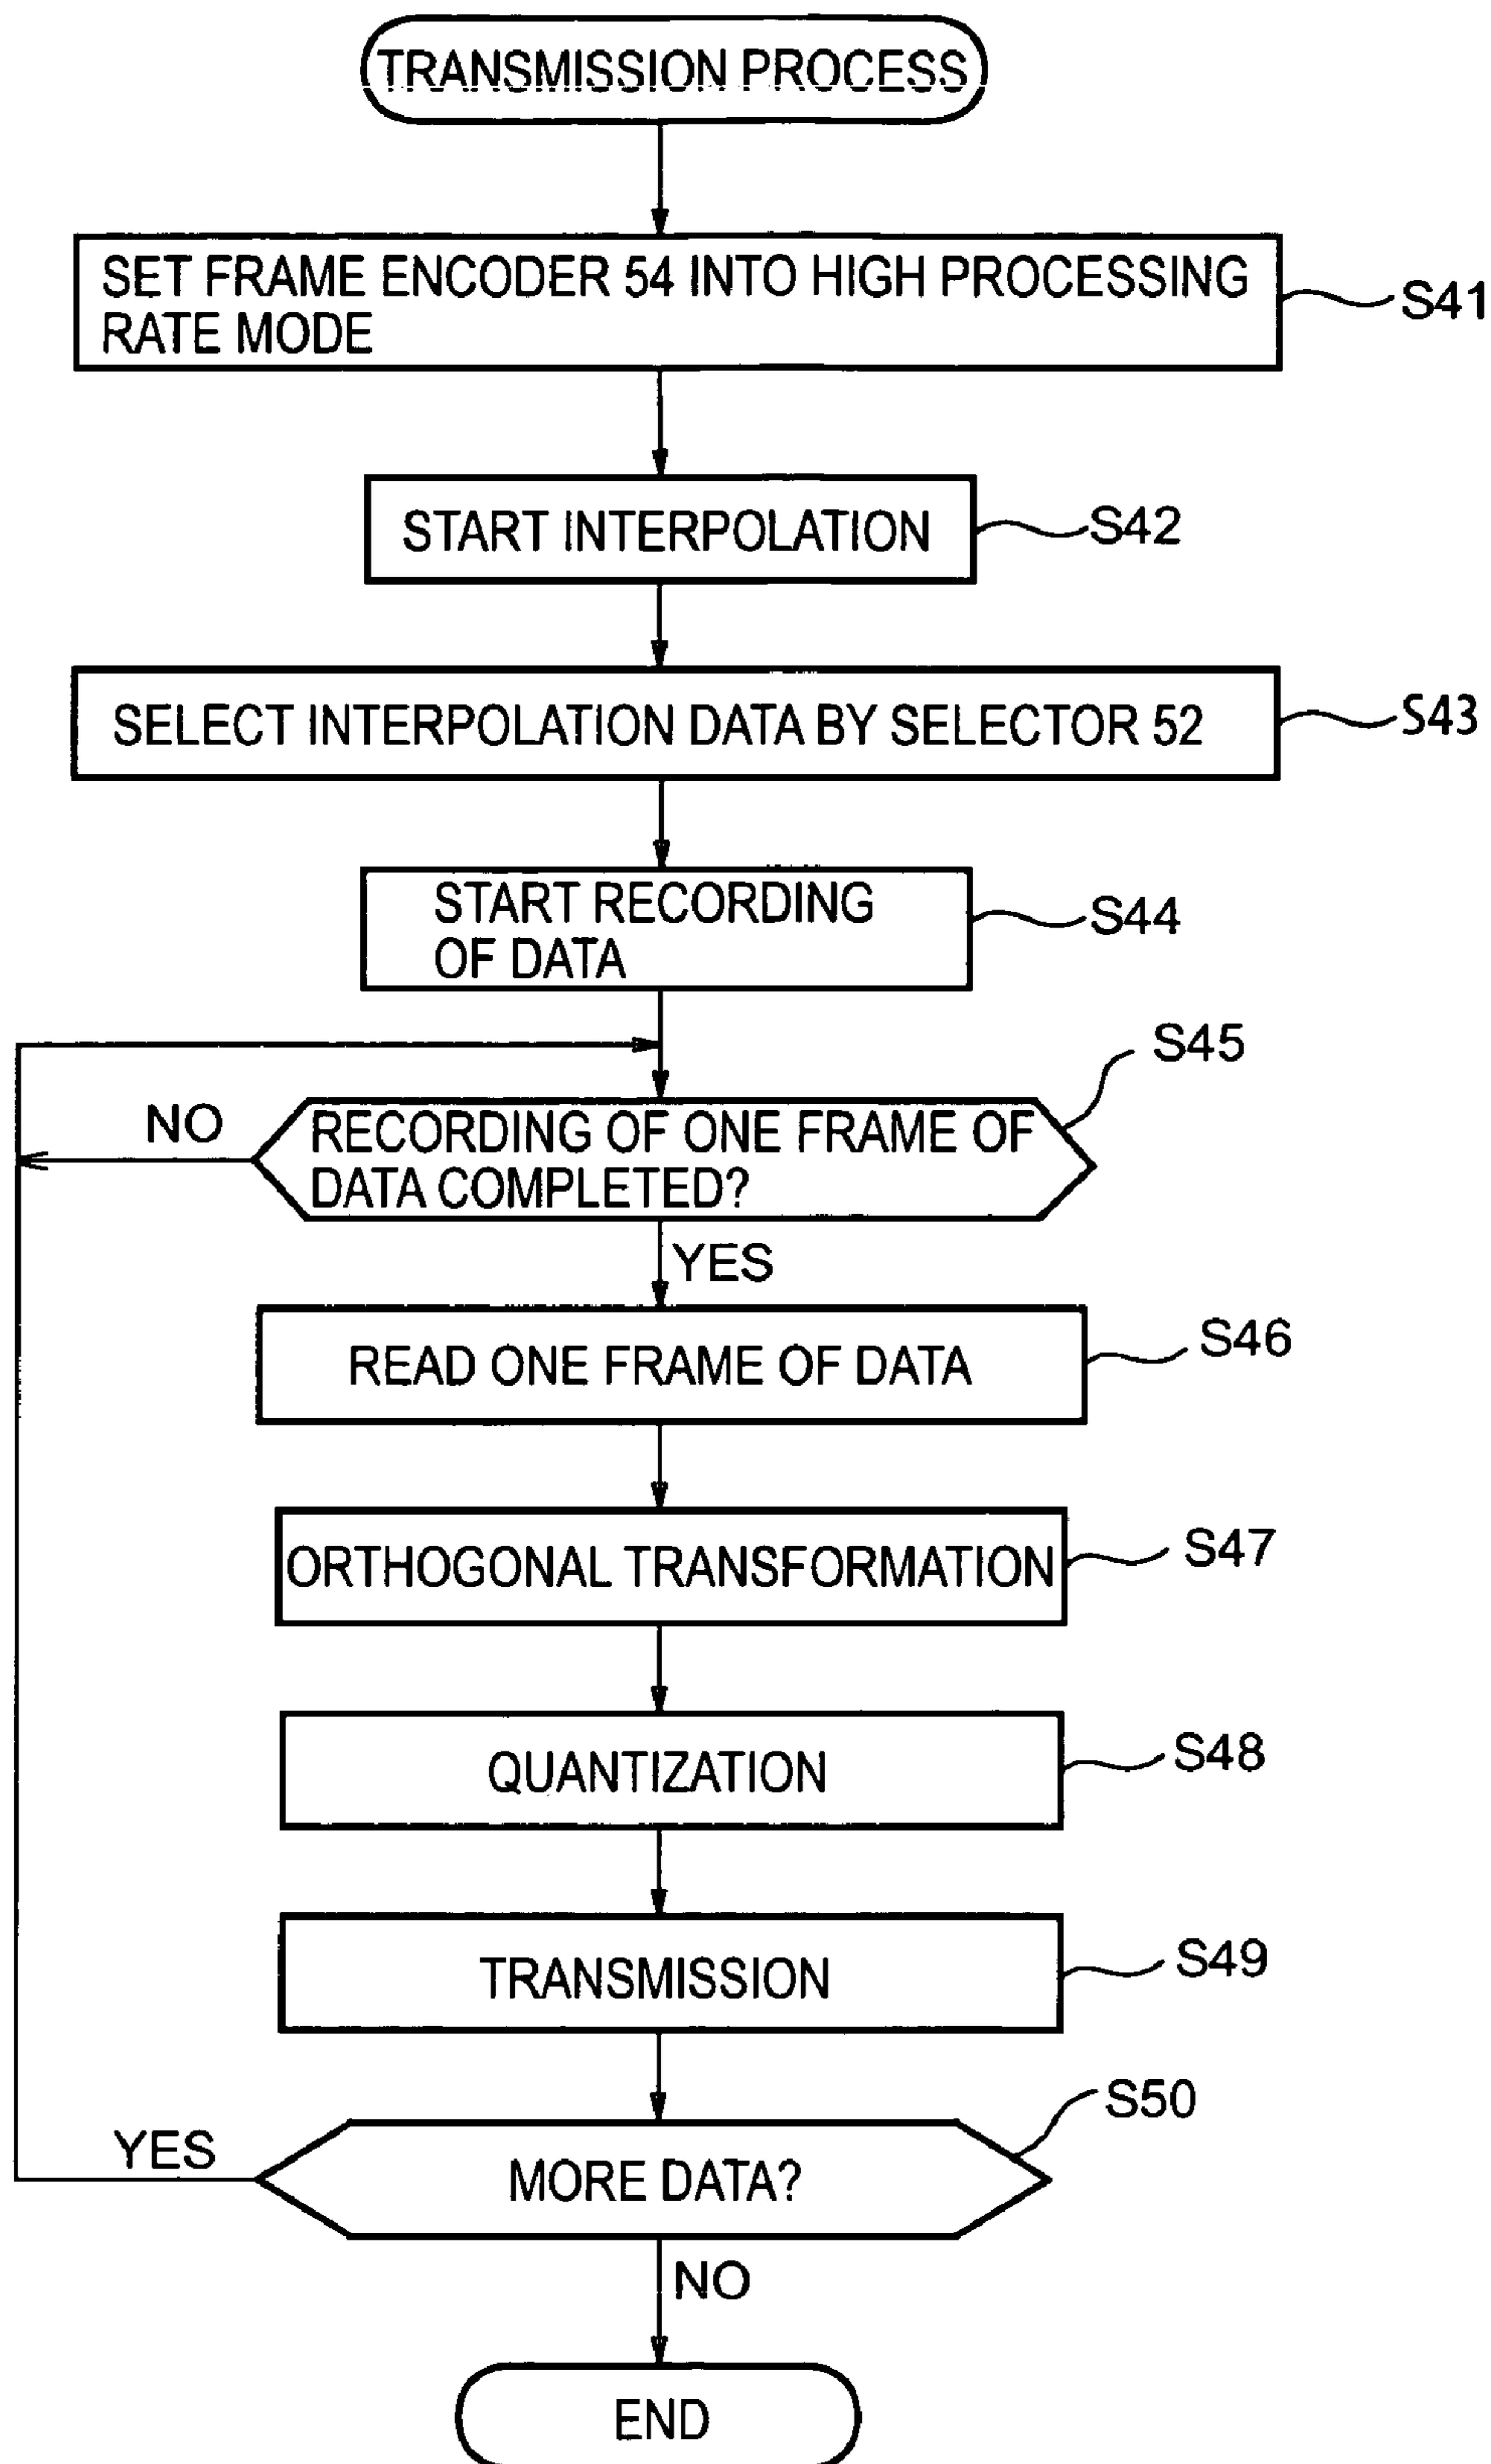 TRANSMISSION PROCESS
SET FRAME ENCODER 54 INTO HIGH PROCESSING
RATE MODE
S41
START INTERPOLATION
S42
SELECT INTERPOLATION DATA BY SELECTOR 52
S43
START RECORDING
OF DATA
S44
S45
NO
RECORDING OF ONE FRAME OF
DATA COMPLETED?
YES
READ ONE FRAME OF DATA
S46
ORTHOGONAL TRANSFORMATION
S47
QUANTIZATION
S48
TRANSMISSION
S49
S50
YES
MORE DATA?
NO
END